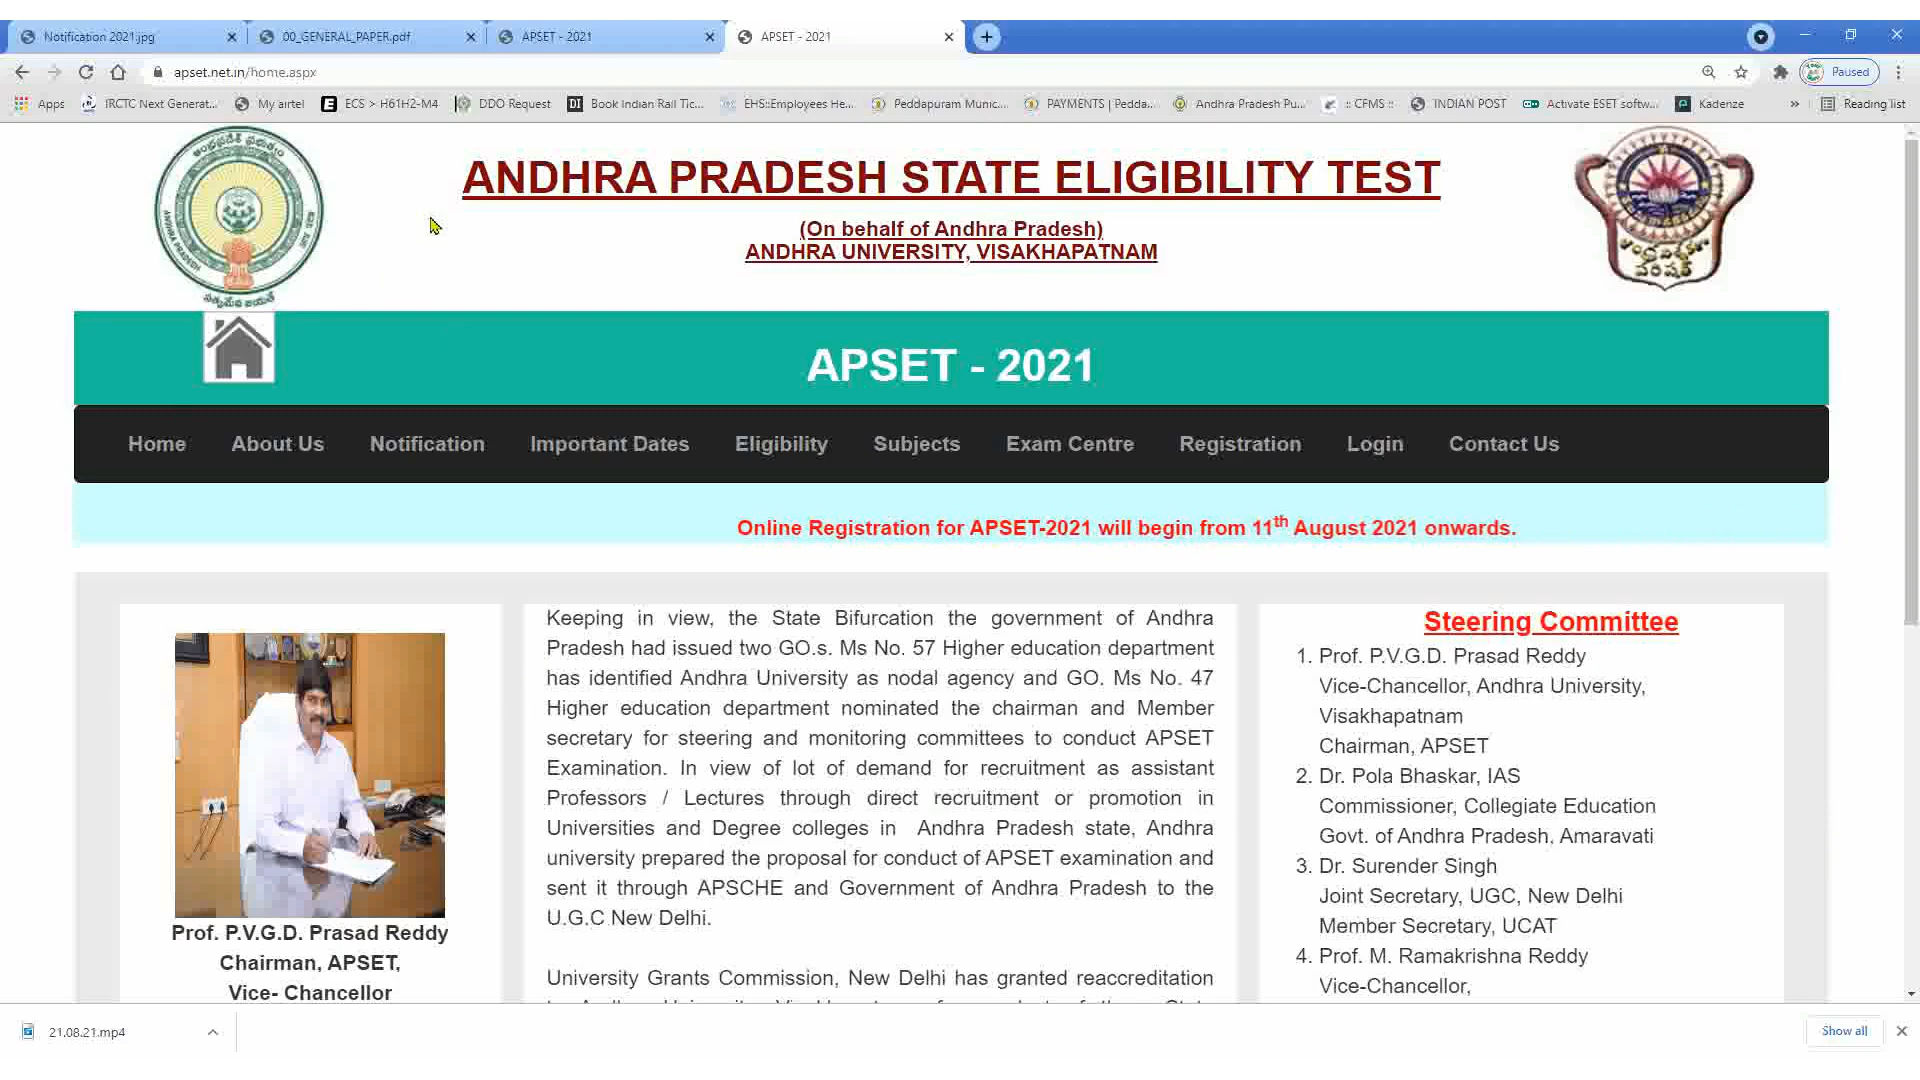 Notification 2021.jpg
00_GENERAL_PAPER.pdf
APSET - 2021
APSET - 2021
apset.net.in/home.aspx
Paused
Apps
IRCTC Next Generat...
My airtel
ECS > H61H2-M4
DDO Request
Book Indian Rail Tic...
EHS::Employees He...
Peddapuram Munic...
PAYMENTS | Pedda...
Andhra Pradesh Pu...
:: CFMS ::
INDIAN POST
Activate ESET softw...
Kadenze
»
Reading list
ఆంధ్రప్రదేశ్ ప్రభుత్వం
ANDHRA PRADESH
సత్యమేవ జయతే
ANDHRA PRADESH STATE ELIGIBILITY TEST
(On behalf of Andhra Pradesh)
ANDHRA UNIVERSITY, VISAKHAPATNAM
APSET - 2021
Home
About Us
Notification
Important Dates
Eligibility
Subjects
Exam Centre
Registration
Login
Contact Us
Online Registration for APSET-2021 will begin from 11th August 2021 onwards.
Prof. P.V.G.D. Prasad Reddy
Chairman, APSET,
Vice- Chancellor
Keeping in view, the State Bifurcation the government of Andhra
Pradesh had issued two GO.s. Ms No. 57 Higher education department
has identified Andhra University as nodal agency and GO. Ms No. 47
Higher education department nominated the chairman and Member
secretary for steering and monitoring committees to conduct APSET
Examination. In view of lot of demand for recruitment as assistant
Professors / Lectures through direct recruitment or promotion in
Universities and Degree colleges in Andhra Pradesh state, Andhra
university prepared the proposal for conduct of APSET examination and
sent it through APSCHE and Government of Andhra Pradesh to the
U.G.C New Delhi.
University Grants Commission, New Delhi has granted reaccreditation
Steering Committee
1. Prof. P.V.G.D. Prasad Reddy
Vice-Chancellor, Andhra University,
Visakhapatnam
Chairman, APSET
2. Dr. Pola Bhaskar, IAS
Commissioner, Collegiate Education
Govt. of Andhra Pradesh, Amaravati
3. Dr. Surender Singh
Joint Secretary, UGC, New Delhi
Member Secretary, UCAT
4. Prof. M. Ramakrishna Reddy
Vice-Chancellor,
21.08.21.mp4
Show all